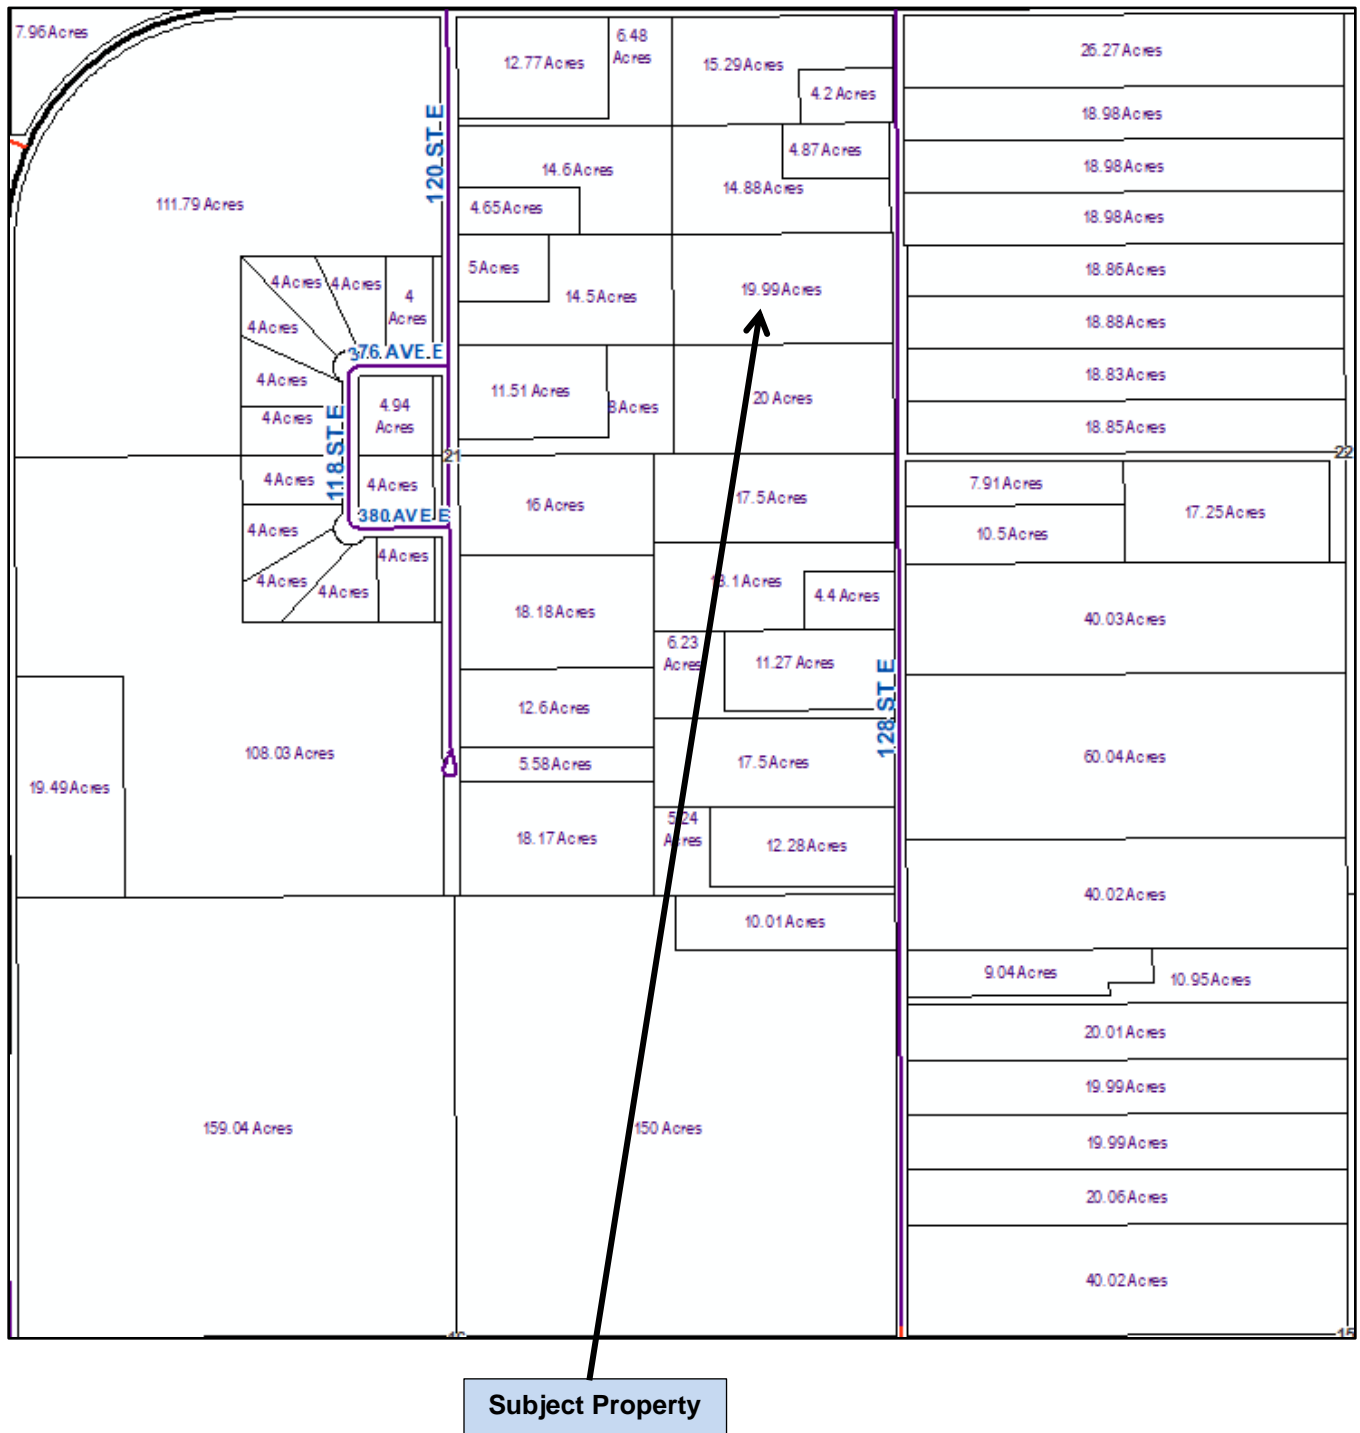 7.96 Acres
12.77 Acres
6.48
Acres
15.29 Acres
4.2 Acres
26.27 Acres
18.98 Acres
120 ST. E
14.6 Acres
4.87 Acres
14.88 Acres
18.98 Acres
111.79 Acres
4.65 Acres
18.98 Acres
5 Acres
14.5 Acres
19.99 Acres
18.86 Acres
4 Acres
4 Acres
4
Acres
4 Acres
18.88 Acres
376 AVE. E
4 Acres
11.51 Acres
8 Acres
20 Acres
18.83 Acres
4.94
Acres
4 Acres
18.85 Acres
118 ST. E
21
22
4 Acres
4 Acres
16 Acres
17.5 Acres
7.91 Acres
17.25 Acres
380 AVE E
4 Acres
10.5 Acres
4 Acres
4 Acres
4 Acres
18.18 Acres
4.4 Acres
40.03 Acres
6.23
Acres
11.27 Acres
128 ST. E
12.6 Acres
108.03 Acres
5.58 Acres
17.5 Acres
60.04 Acres
19.49 Acres
18.17 Acres
5.24
Acres
12.28 Acres
40.02 Acres
10.01 Acres
9.04 Acres
10.95 Acres
20.01 Acres
19.99 Acres
159.04 Acres
150 Acres
19.99 Acres
20.06 Acres
40.02 Acres
15
Subject Property